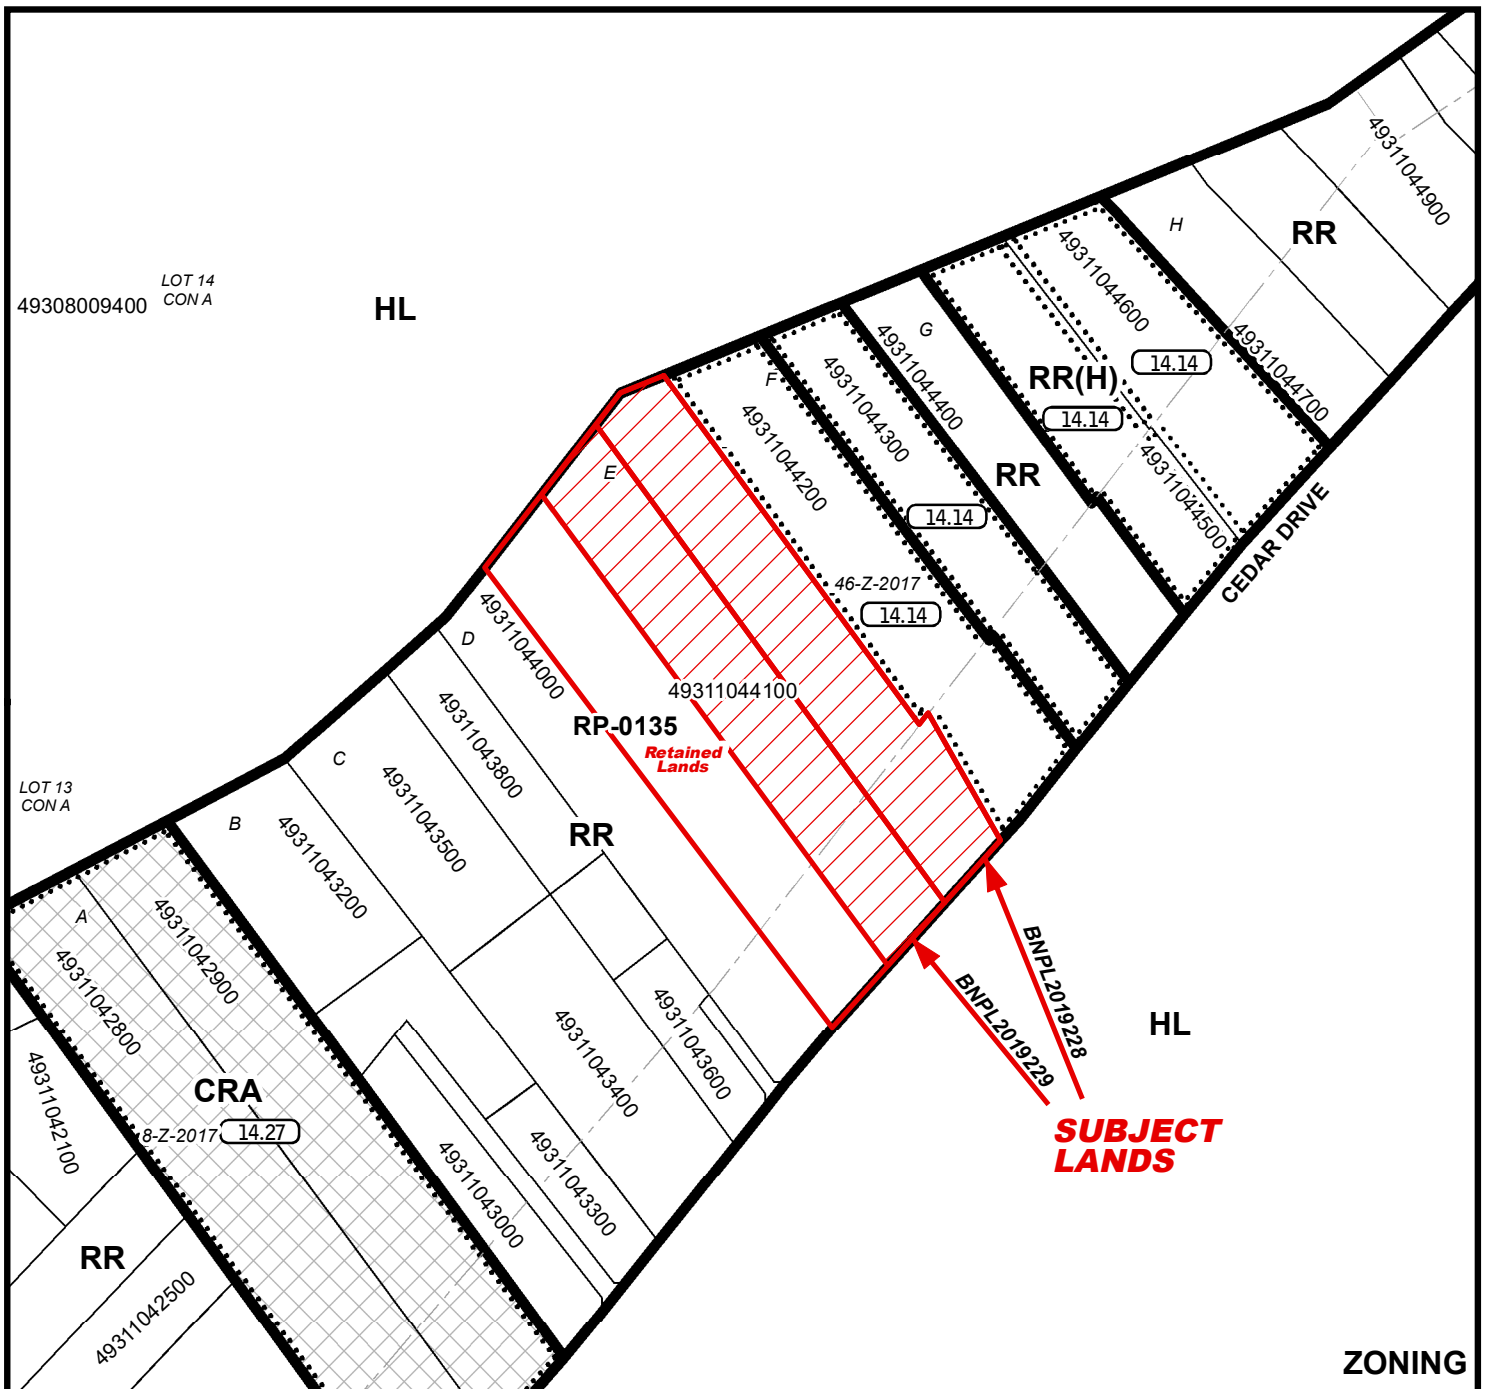 49311044900
H
RR
LOT 14
CON A
49308009400
HL
49311044600
14.14
G
49311044400
RR(H)
14.14
49311044700
F
49311044300
49311044200
RR
E
49311044500
14.14
CEDAR DRIVE
46-Z-2017
14.14
49311044000
D
49311044100
RP-0135
Retained
Lands
49311043800
C
49311043500
LOT 13
CON A
B
49311043200
RR
A
49311042900
49311042800
BNPL2019228
BNPL2019229
HL
49311043600
49311043400
49311042100
CRA
8-Z-2017
14.27
SUBJECT
LANDS
49311043300
49311043000
RR
49311042500
ZONING